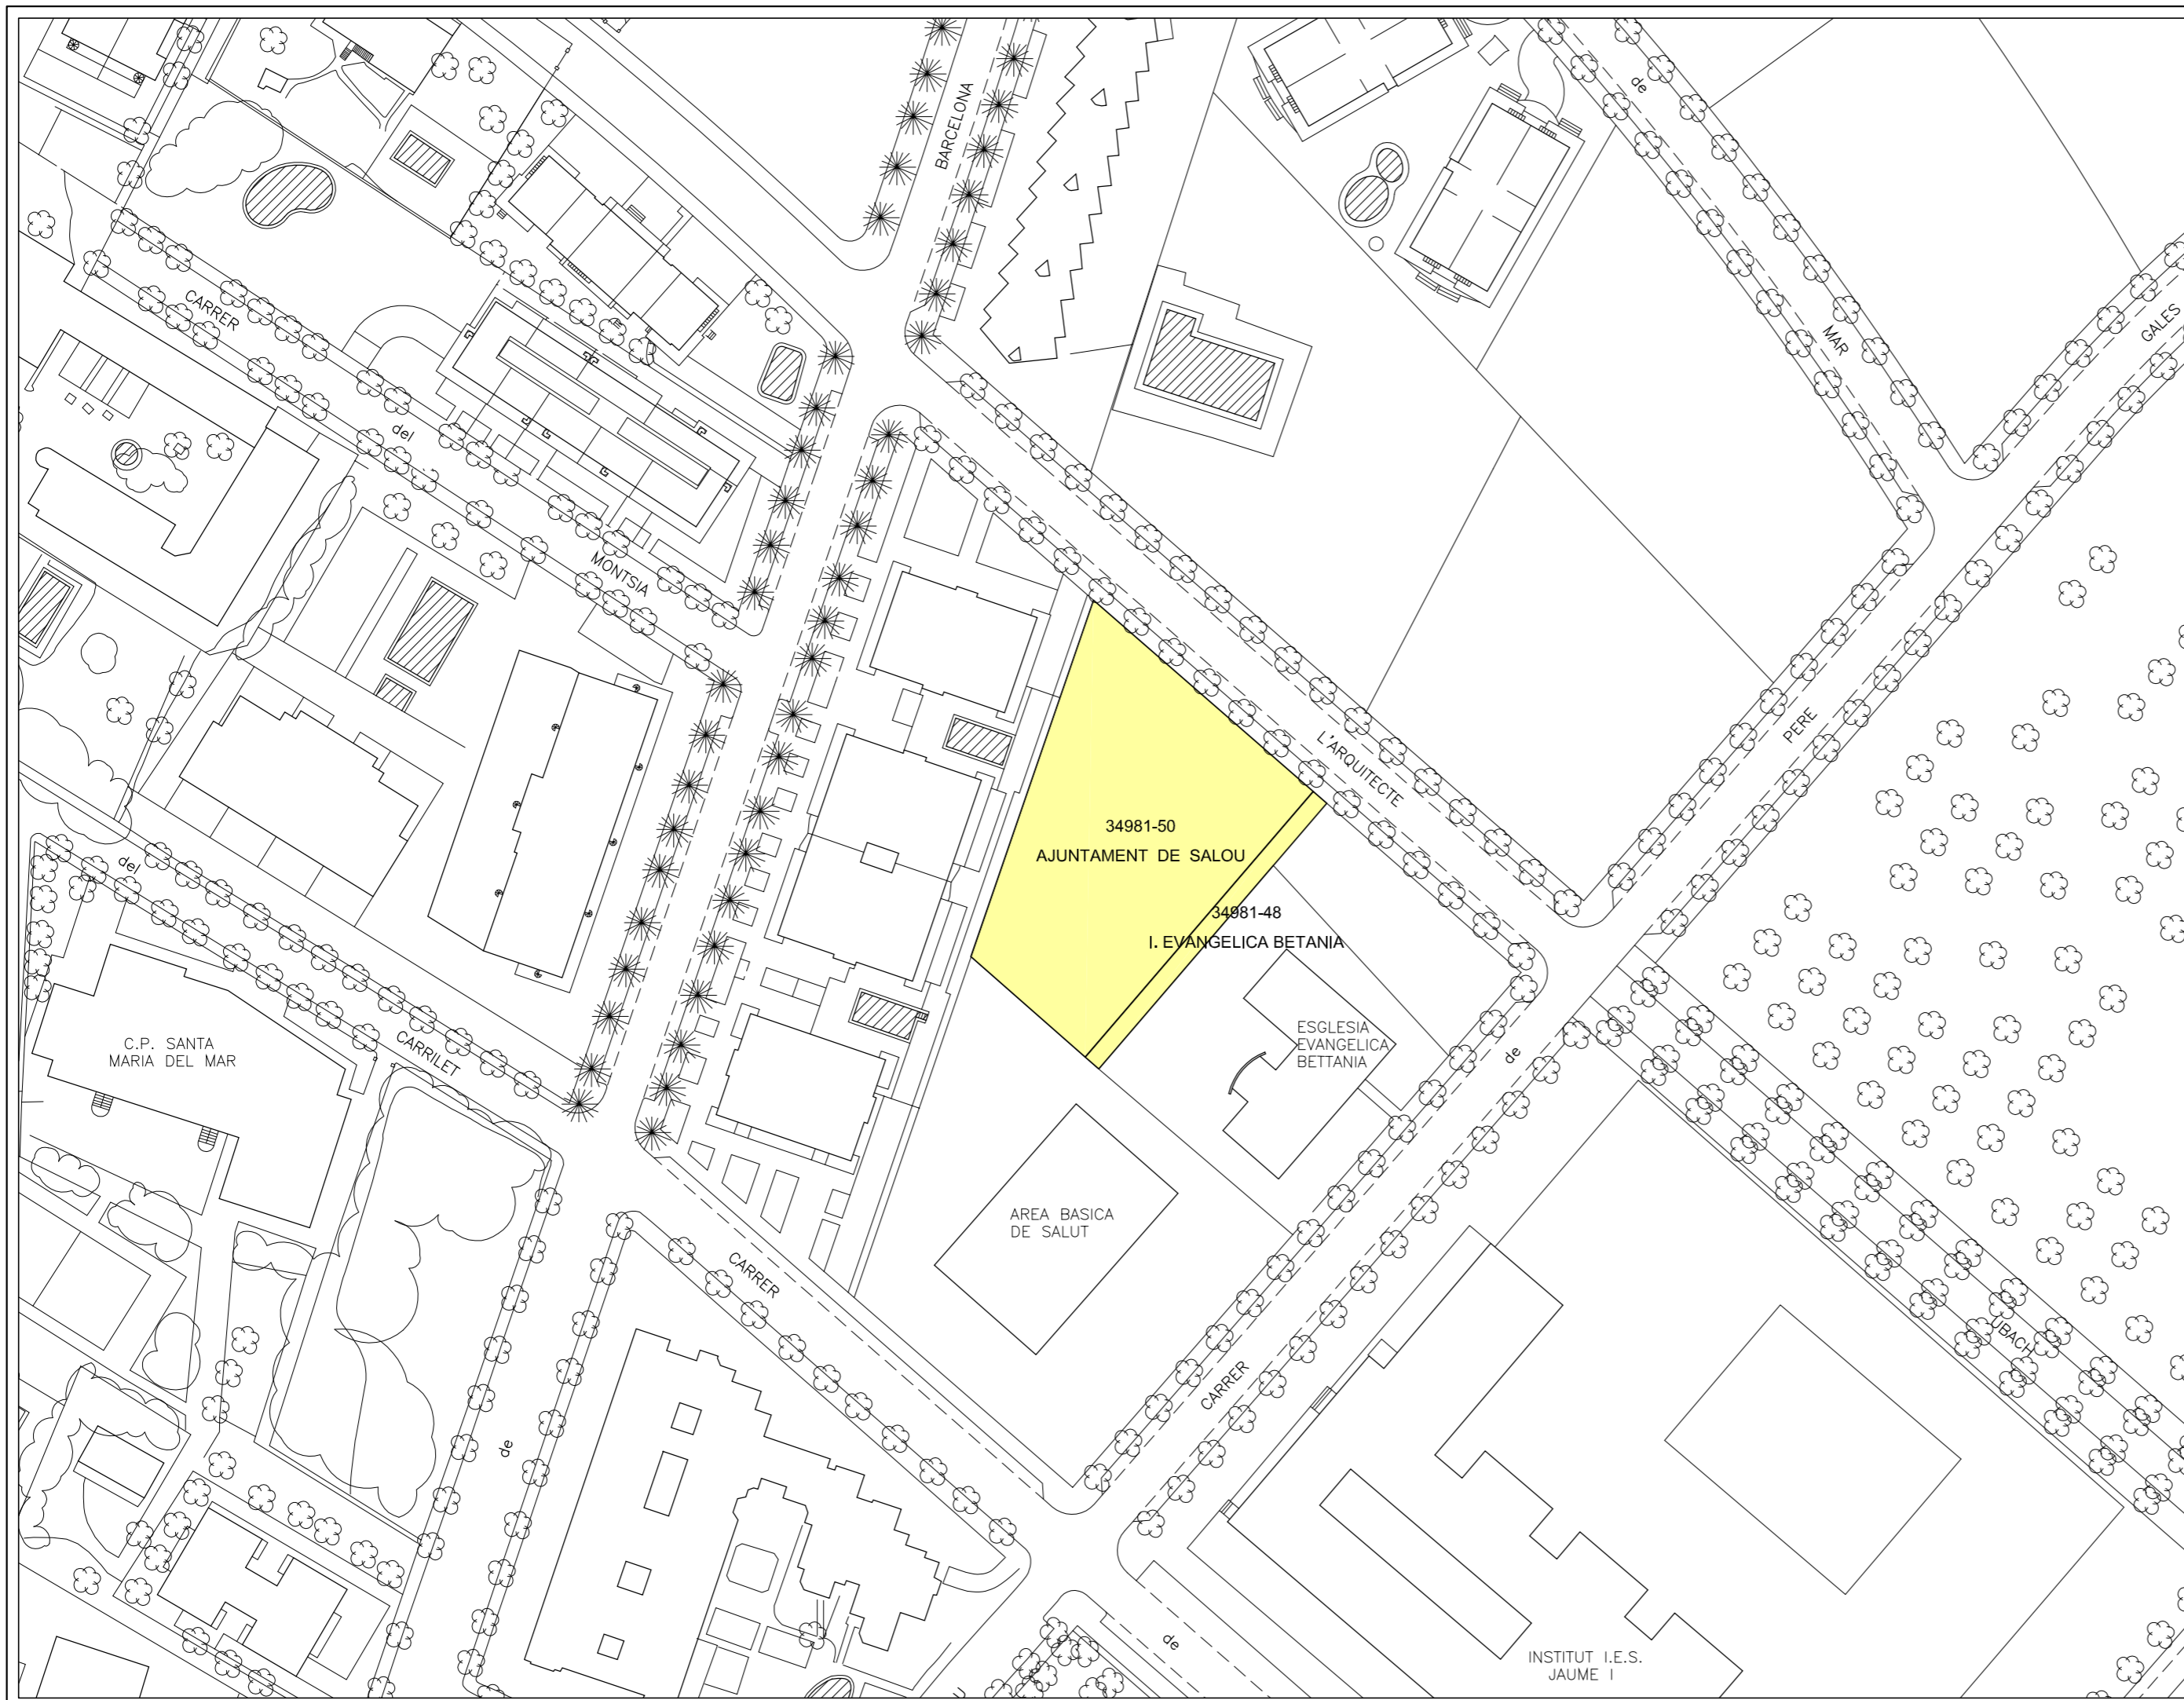 BARCELONA
de
MAR
GALES
CARRER
del
MONTSIA
PERE
L'ARQUITECTE
34981-50
AJUNTAMENT DE SALOU
34981-48
I. EVANGELICA BETANIA
del
CARRILET
C.P. SANTA
MARIA DEL MAR
ESGLESIA
EVANGELICA
BETTANIA
de
AREA BASICA
DE SALUT
CARRER
UBACH
CARRER
de
de
INSTITUT I.E.S.
JAUME I